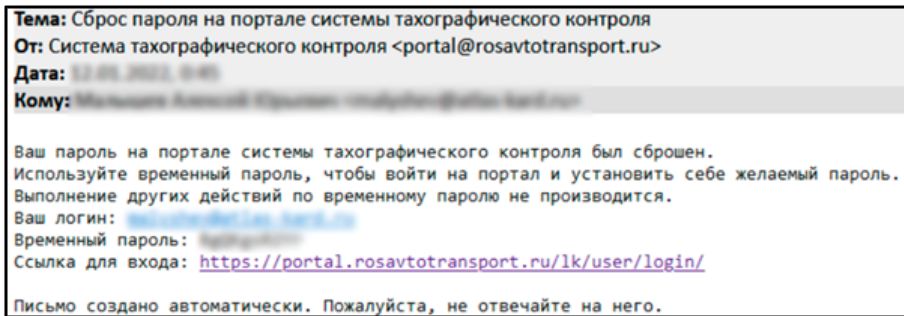 Тема: Сброс пароля на портале системы тахографического контроля
От: Система тахографического контроля <portal@rosavtotransport.ru>
Дата:
Кому:
Ваш пароль на портале системы тахографического контроля был сброшен.
Используйте временный пароль, чтобы войти на портал и установить себе желаемый пароль.
Выполнение других действий по временному паролю не производится.
Ваш логин:
Временный пароль:
Ссылка для входа: https://portal.rosavtotransport.ru/lk/user/login/
Письмо создано автоматически. Пожалуйста, не отвечайте на него.